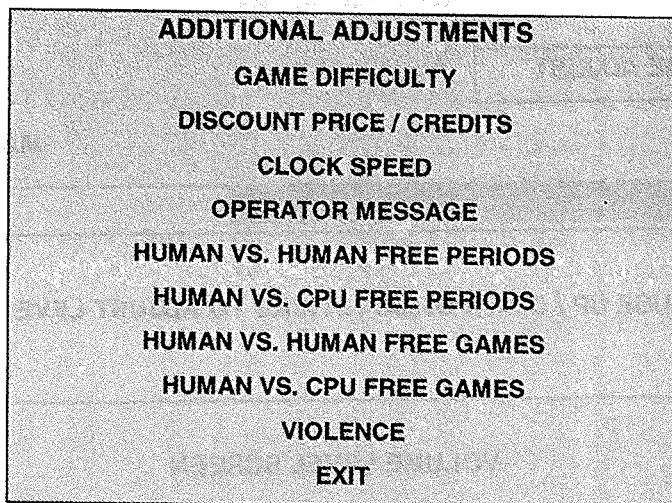 ADDITIONAL ADJUSTMENTS
GAME DIFFICULTY
DISCOUNT PRICE / CREDITS
CLOCK SPEED
OPERATOR MESSAGE
HUMAN VS. HUMAN FREE PERIODS
HUMAN VS. CPU FREE PERIODS
HUMAN VS. HUMAN FREE GAMES
HUMAN VS. CPU FREE GAMES
VIOLENCE
EXIT